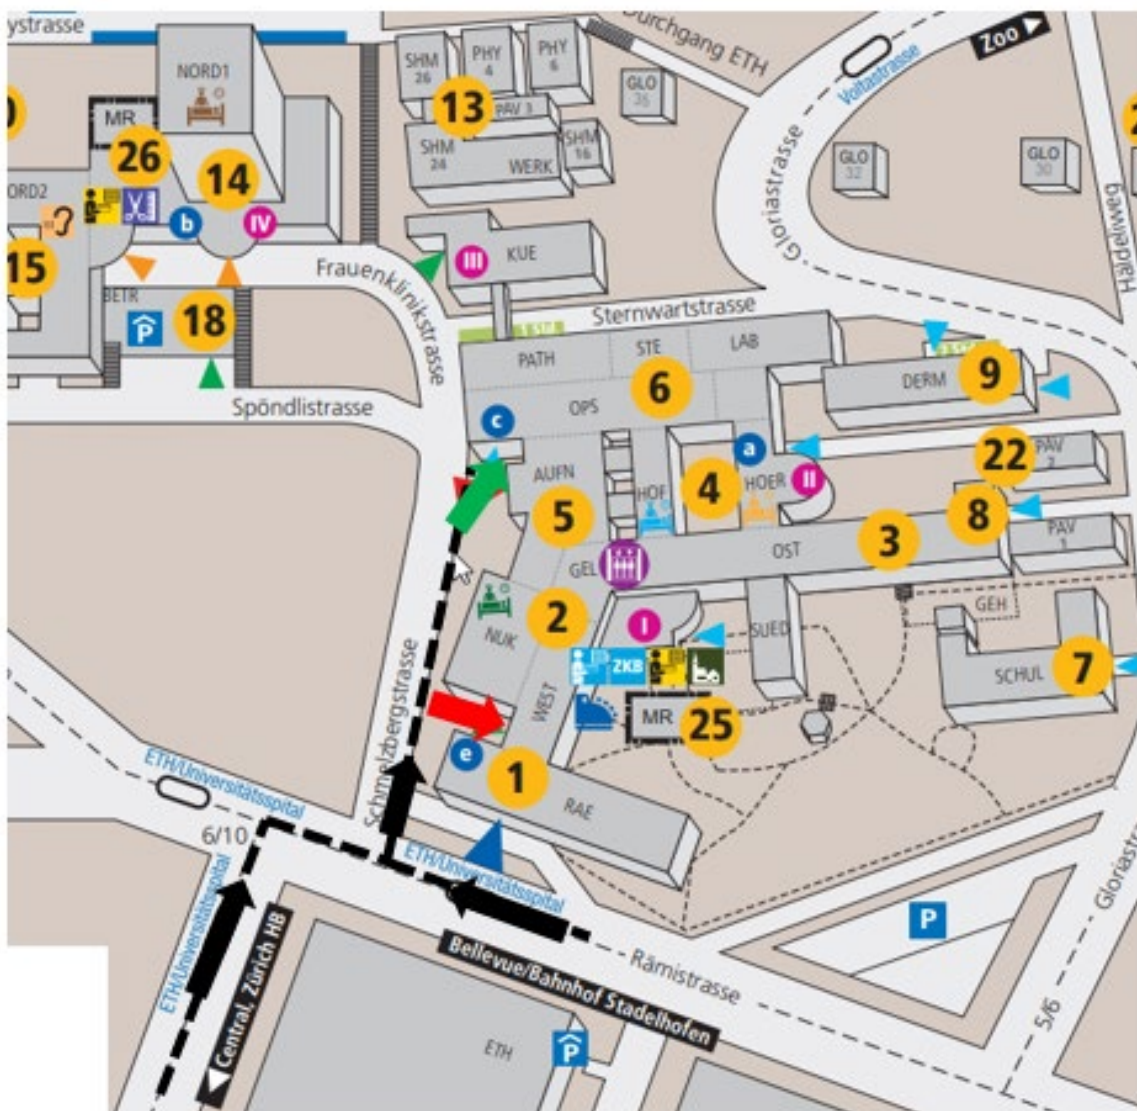 ystrasse
NORD1
MR
26
14
ORD2
b
IV
15
BETR
P
18
Spöndlistrasse
Frauenklinikstrasse
SHM
26
PHY
4
PHY
6
13
PAV 3
SHM
24
WERK
SHM
16
GLO
36
Durchgang ETH
Zoo
Voltastrasse
Gloriastrasse
GLO
32
GLO
30
Häldeliweg
III
KUE
Sternwartstrasse
PATH
STE
LAB
6
OPS
c
DERM
9
AUFN
5
HOF
4
a
HOER
II
22
PAV
2
8
PAV
1
3
OST
GEL
2
NUK
I
SUED
GEH
SCHUL
7
ZKB
WEST
MR
25
e
1
RAE
Schmelzbergstrasse
ETH/Universitätsspital
6/10
ETH/Universitätsspital
ETH/Universitätsspital
Central, Zürich HB
Bellevue/Bahnhof Stadelhofen
Rämistrasse
P
P
ETH
5/6
Gloriastr